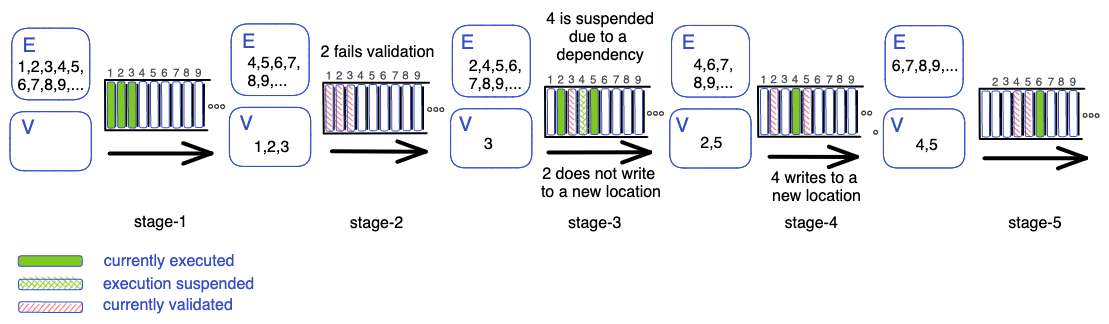 E
1,2,3,4,5,
6,7,8,9,...
V
1 2 3 4 5 6 7 8 9
stage-1
E
4,5,6,7,
8,9,...
V
1,2,3
2 fails validation
1 2 3 4 5 6 7 8 9
stage-2
E
2,4,5,6,
7,8,9,...
V
3
4 is suspended
due to a
dependency
1 2 3 4 5 6 7 8 9
2 does not write
to a new location
stage-3
E
4,6,7,
8,9,...
V
2,5
1 2 3 4 5 6 7 8 9
4 writes to a
new location
stage-4
E
6,7,8,9,...
V
4,5
2 3 4 5 6 7 8 9
stage-5
currently executed
execution suspended
currently validated